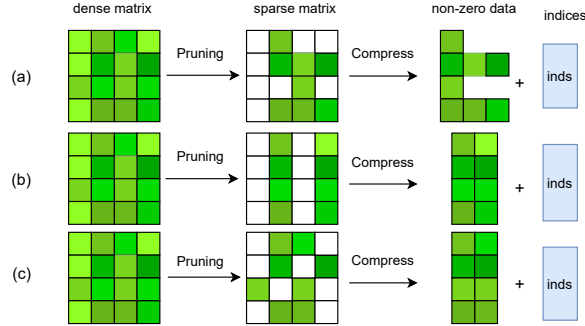 dense matrix sparse matrix non-zero data indices
(a) Pruning Compress + inds
(b) Pruning Compress + inds
(c) Pruning Compress + inds